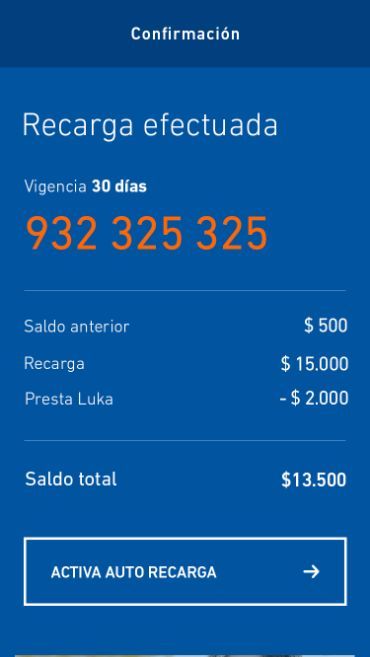 Confirmación
Recarga efectuada
Vigencia 30 días
932 325 325
Saldo anterior $ 500
Recarga $ 15.000
Presta Luka - $ 2.000
Saldo total $13.500
ACTIVA AUTO RECARGA →